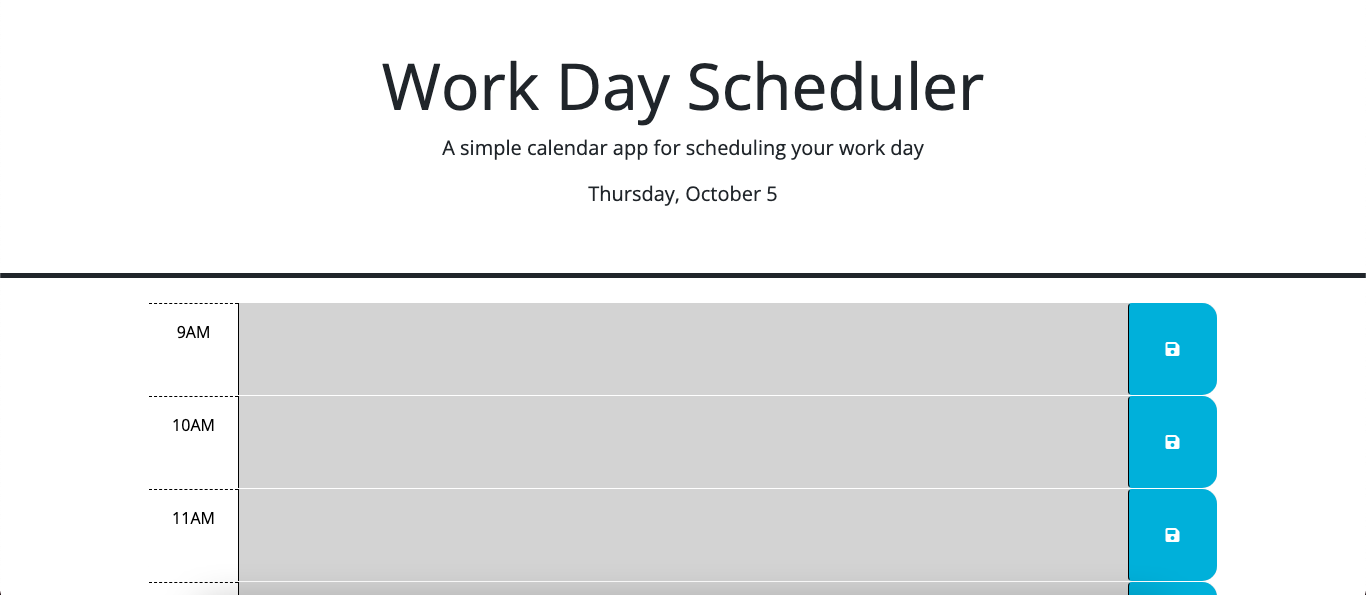 Work Day Scheduler
A simple calendar app for scheduling your work day
Thursday, October 5
9AM
10AM
11AM